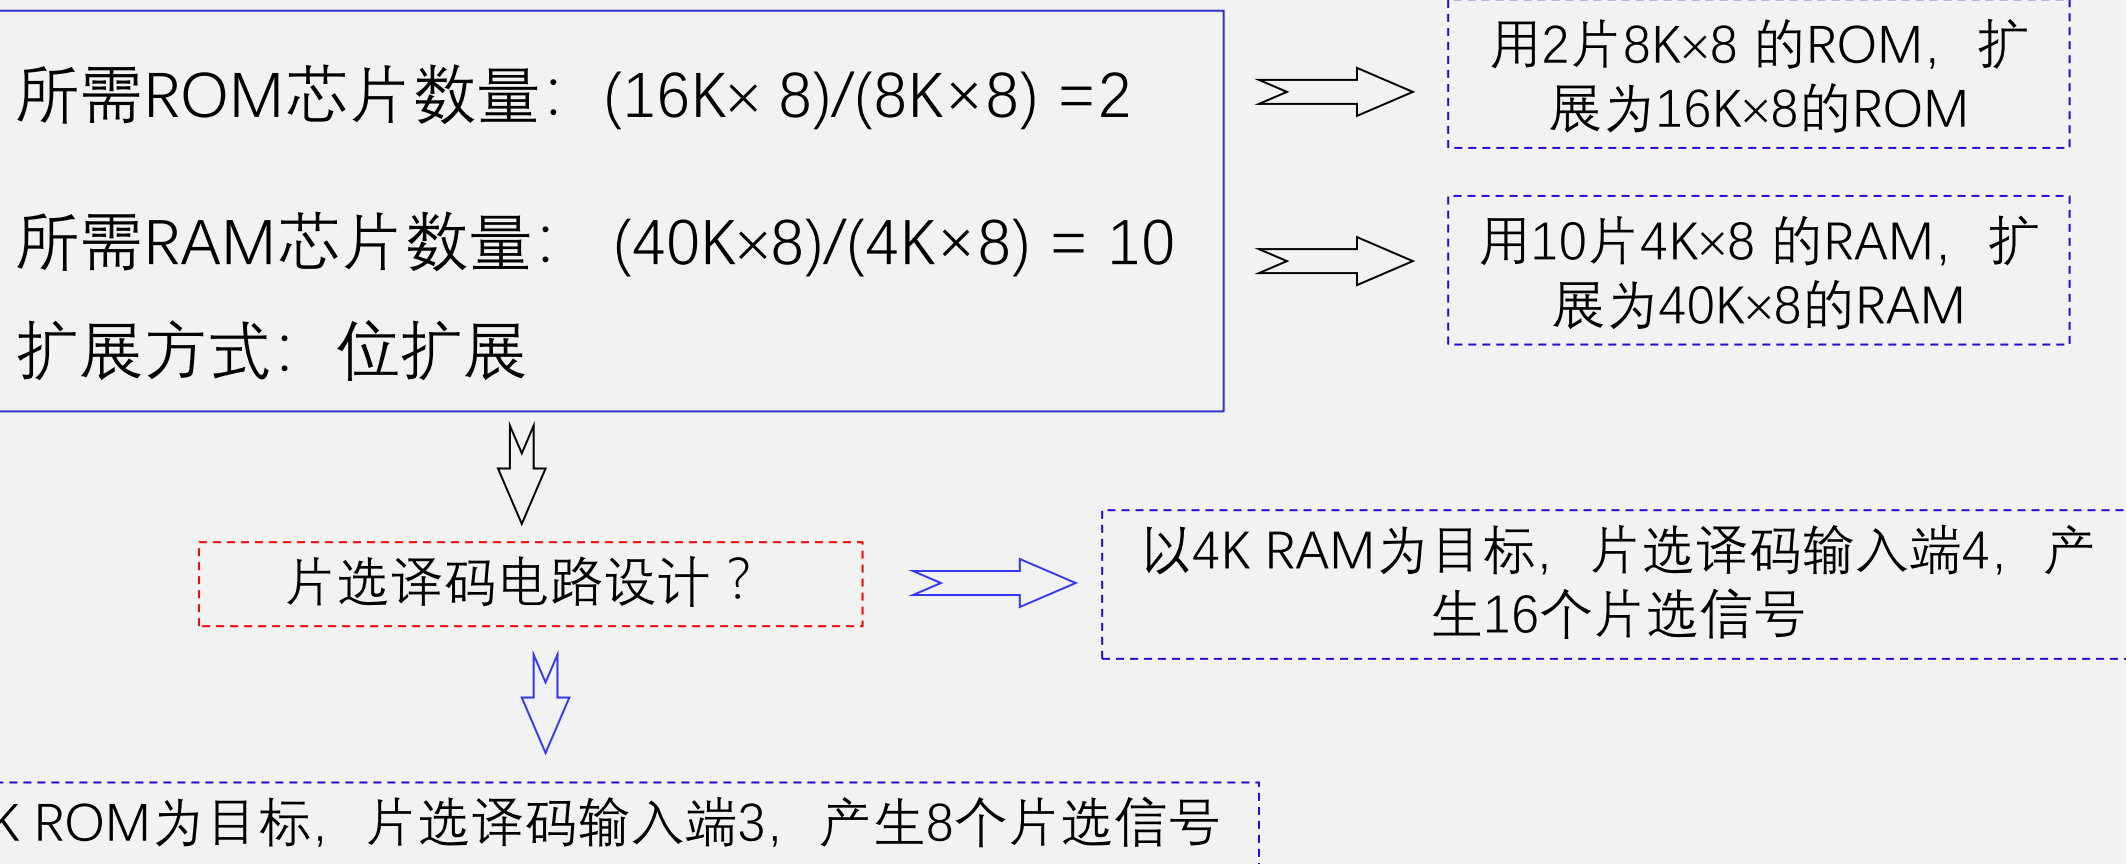 所需ROM芯片数量：(16K× 8)/(8K×8) =2
用2片8K×8 的ROM，扩
展为16K×8的ROM
所需RAM芯片数量： (40K×8)/(4K×8) = 10
用10片4K×8 的RAM，扩
展为40K×8的RAM
扩展方式：位扩展
片选译码电路设计？
以4K RAM为目标，片选译码输入端4，产
生16个片选信号
K ROM为目标，片选译码输入端3，产生8个片选信号